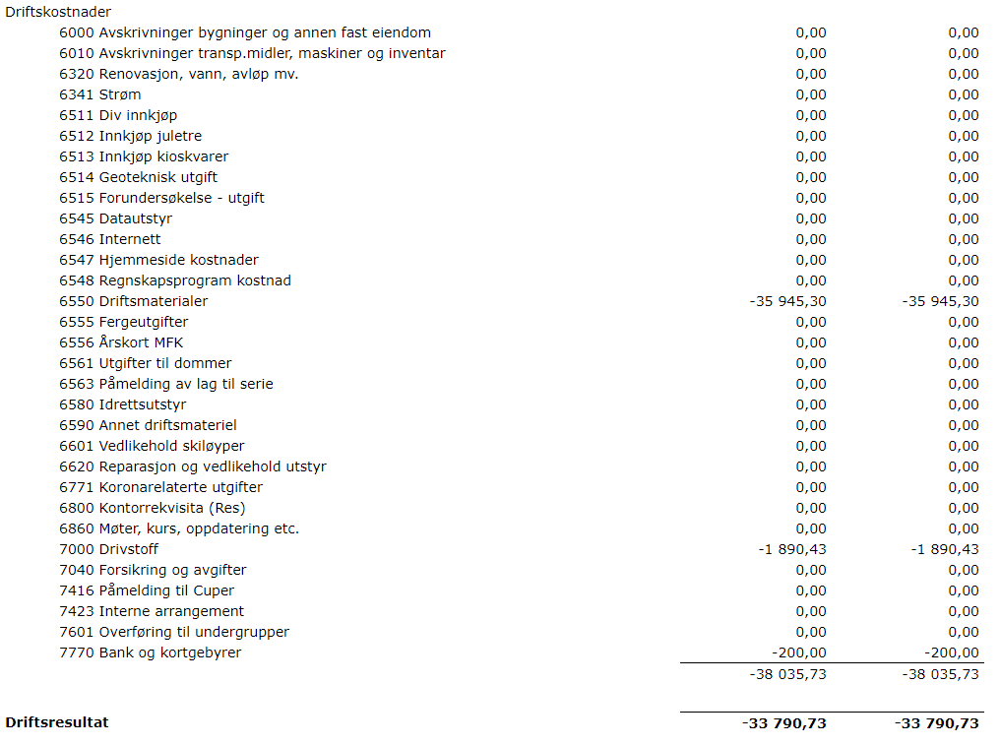 Driftskostnader
6000 Avskrivninger bygninger og annen fast eiendom 0,00 0,00
6010 Avskrivninger transp.midler, maskiner og inventar 0,00 0,00
6320 Renovasjon, vann, avløp mv. 0,00 0,00
6341 Strøm 0,00 0,00
6511 Div innkjøp 0,00 0,00
6512 Innkjøp juletre 0,00 0,00
6513 Innkjøp kioskvarer 0,00 0,00
6514 Geoteknisk utgift 0,00 0,00
6515 Forundersøkelse - utgift 0,00 0,00
6545 Datautstyr 0,00 0,00
6546 Internett 0,00 0,00
6547 Hjemmeside kostnader 0,00 0,00
6548 Regnskapsprogram kostnad 0,00 0,00
6550 Driftsmaterialer -35 945,30 -35 945,30
6555 Fergeutgifter 0,00 0,00
6556 Årskort MFK 0,00 0,00
6561 Utgifter til dommer 0,00 0,00
6563 Påmelding av lag til serie 0,00 0,00
6580 Idrettsutstyr 0,00 0,00
6590 Annet driftsmateriel 0,00 0,00
6601 Vedlikehold skiløyper 0,00 0,00
6620 Reparasjon og vedlikehold utstyr 0,00 0,00
6771 Koronarelaterte utgifter 0,00 0,00
6800 Kontorrekvisita (Res) 0,00 0,00
6860 Møter, kurs, oppdatering etc. 0,00 0,00
7000 Drivstoff -1 890,43 -1 890,43
7040 Forsikring og avgifter 0,00 0,00
7416 Påmelding til Cuper 0,00 0,00
7423 Interne arrangement 0,00 0,00
7601 Overføring til undergrupper 0,00 0,00
7770 Bank og kortgebyrer -200,00 -200,00
-38 035,73 -38 035,73
Driftsresultat -33 790,73 -33 790,73